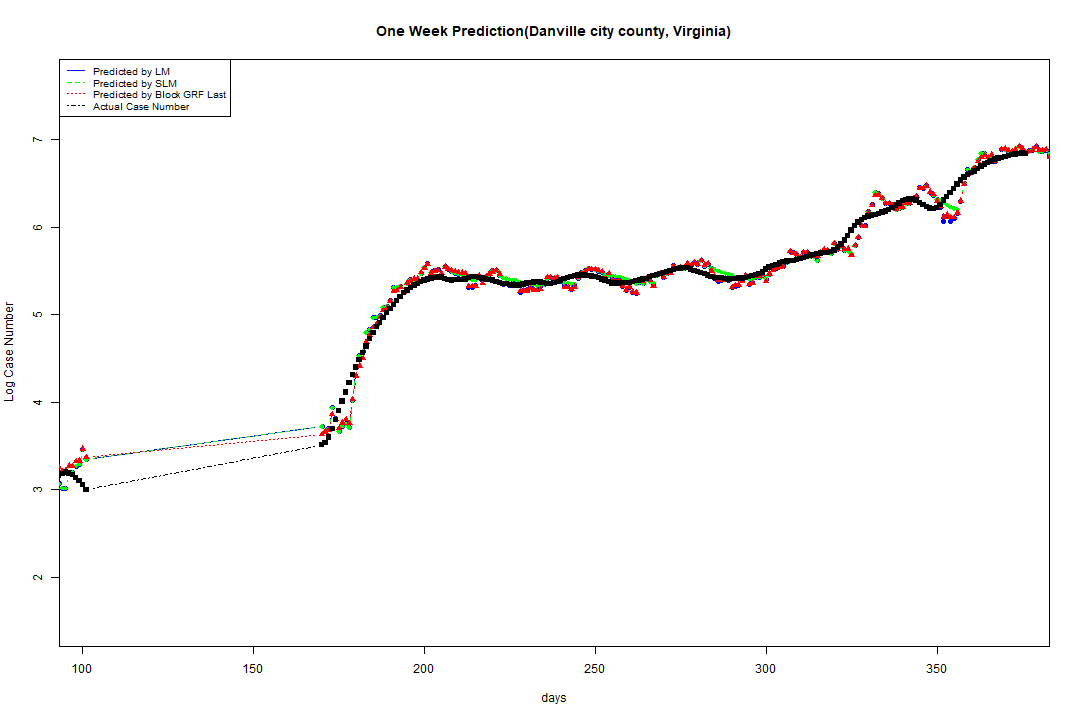 One Week Prediction(Danville city county, Virginia)
Predicted by LM
Predicted by SLM
Predicted by Block GRF Last
Actual Case Number
7
6
5
4
3
2
Log Case Number
100 150 200 250 300 350
days